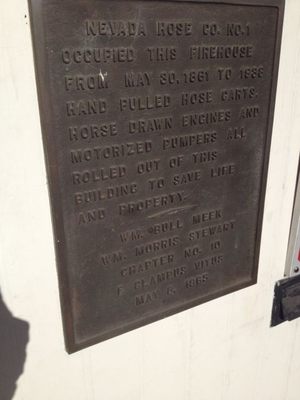 NEVADA HOSE CO. NO. 1
OCCUPIED THIS FIREHOUSE
FROM MAY 30, 1861 TO 1938
HAND PULLED HOSE CARTS,
HORSE DRAWN ENGINES AND
MOTORIZED PUMPERS ALL
ROLLED OUT OF THIS
BUILDING TO SAVE LIFE
AND PROPERTY.
WM. "BULL" MEEK
WM. MORRIS STEWART
CHAPTER NO. 10
E CLAMPUS VITUS
MAY 1965